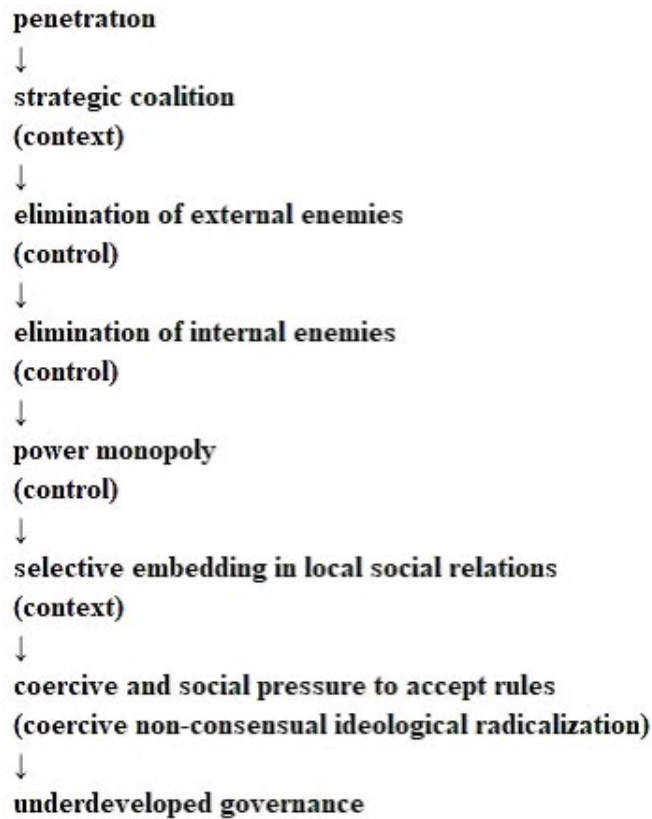 penetration
↓
strategic coalition
(context)
↓
elimination of external enemies
(control)
↓
elimination of internal enemies
(control)
↓
power monopoly
(control)
↓
selective embedding in local social relations
(context)
↓
coercive and social pressure to accept rules
(coercive non-consensual ideological radicalization)
↓
underdeveloped governance